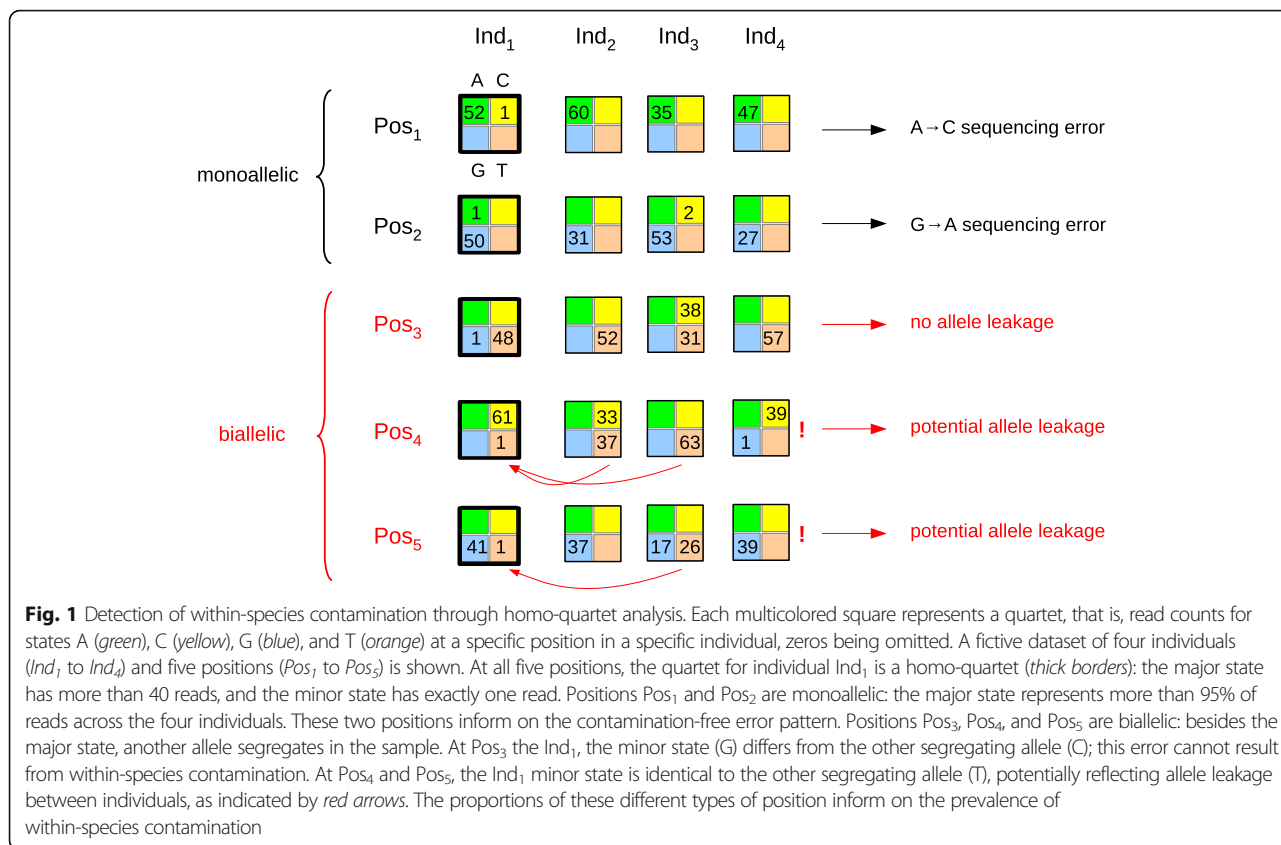 Ind1 Ind2 Ind3 Ind4
A C
Pos1 52 1 60 35 47 A→C sequencing error
G T
monoallelic
Pos2 1 50 31 2 53 27 G→A sequencing error
Pos3 1 48 52 38 31 57 no allele leakage
biallelic
Pos4 61 1 33 37 63 39 1 ! potential allele leakage
Pos5 41 1 37 17 26 39 ! potential allele leakage
Fig. 1 Detection of within-species contamination through homo-quartet analysis. Each multicolored square represents a quartet, that is, read counts for
states A (green), C (yellow), G (blue), and T (orange) at a specific position in a specific individual, zeros being omitted. A fictive dataset of four individuals
(Ind1 to Ind4) and five positions (Pos1 to Pos5) is shown. At all five positions, the quartet for individual Ind1 is a homo-quartet (thick borders): the major state
has more than 40 reads, and the minor state has exactly one read. Positions Pos1 and Pos2 are monoallelic: the major state represents more than 95% of
reads across the four individuals. These two positions inform on the contamination-free error pattern. Positions Pos3, Pos4, and Pos5 are biallelic: besides the
major state, another allele segregates in the sample. At Pos3 the Ind1, the minor state (G) differs from the other segregating allele (C); this error cannot result
from within-species contamination. At Pos4 and Pos5, the Ind1 minor state is identical to the other segregating allele (T), potentially reflecting allele leakage
between individuals, as indicated by red arrows. The proportions of these different types of position inform on the prevalence of
within-species contamination